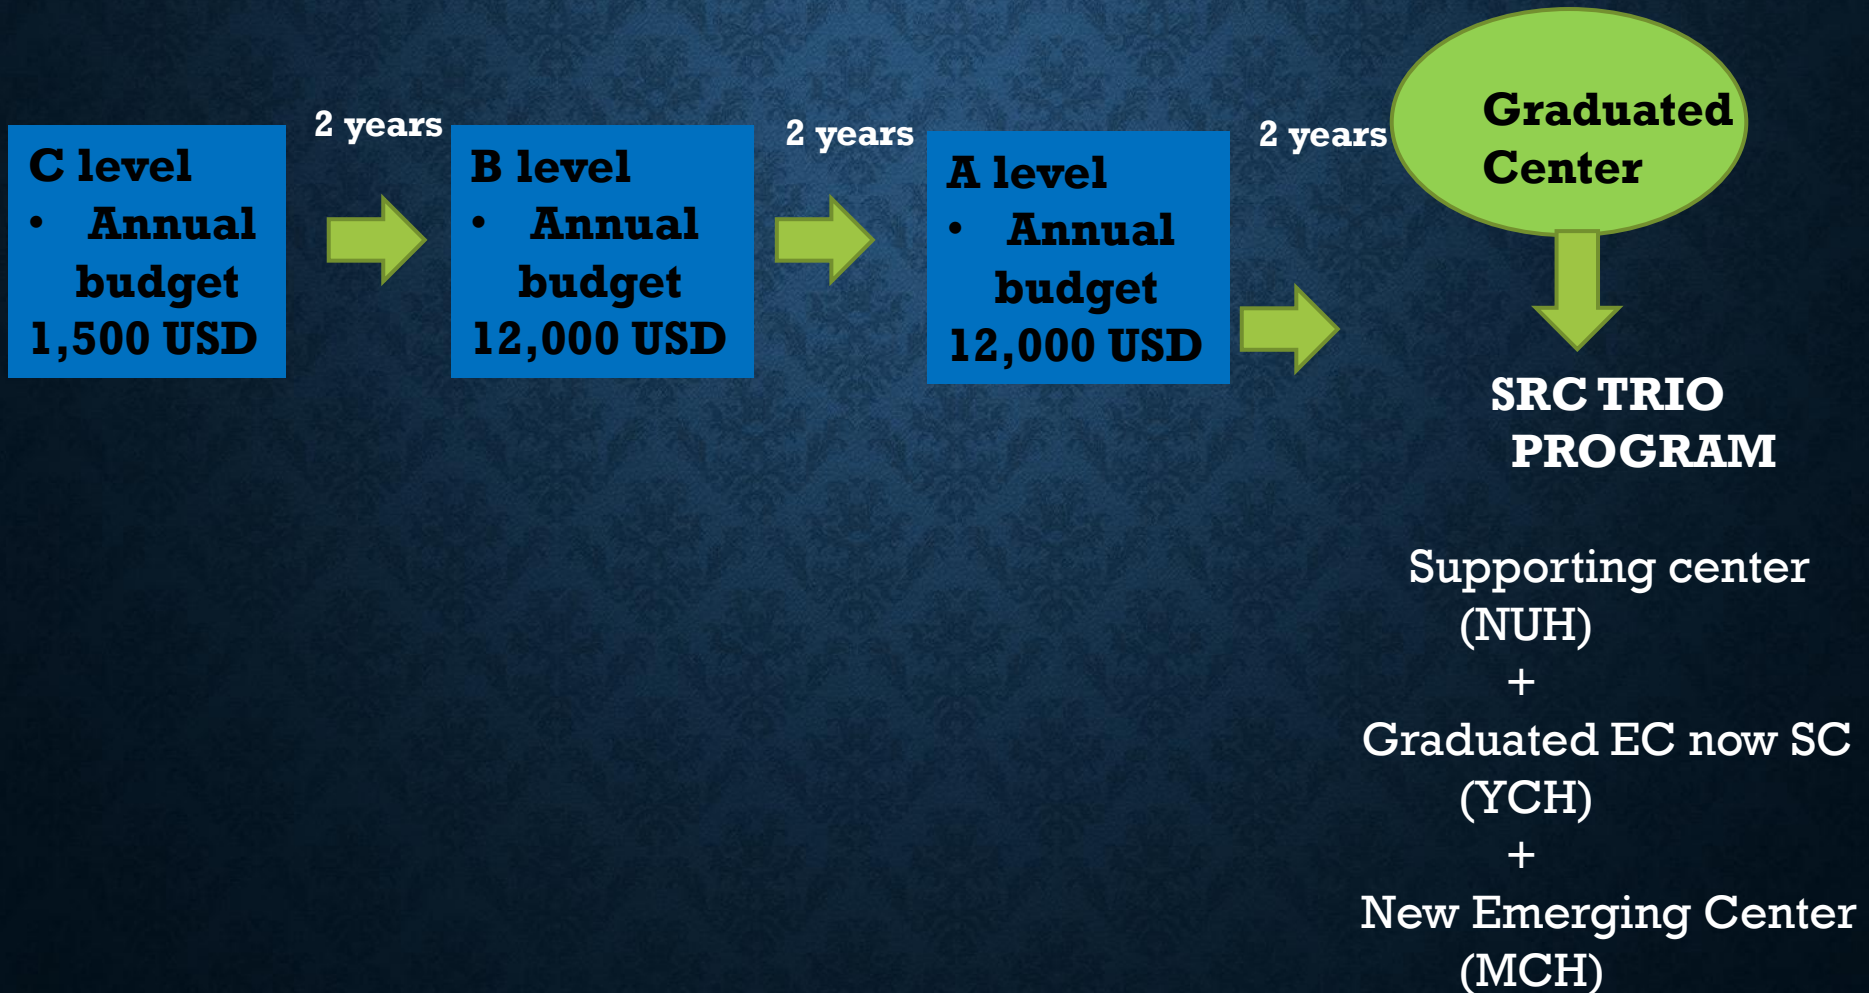 C level
• Annual
budget
1,500 USD
2 years
B level
• Annual
budget
12,000 USD
2 years
A level
• Annual
budget
12,000 USD
2 years
Graduated
Center
SRC TRIO
PROGRAM
Supporting center
(NUH)
+
Graduated EC now SC
(YCH)
+
New Emerging Center
(MCH)